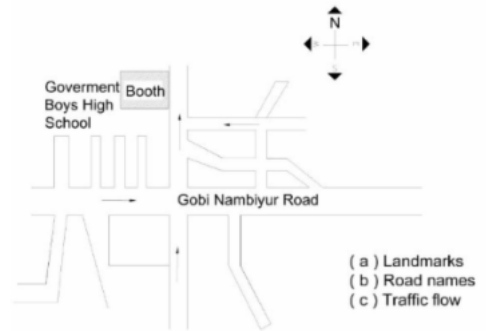 N
Goverment
Boys High
School
Booth
Gobi Nambiyur Road
( a ) Landmarks
( b ) Road names
( c ) Traffic flow